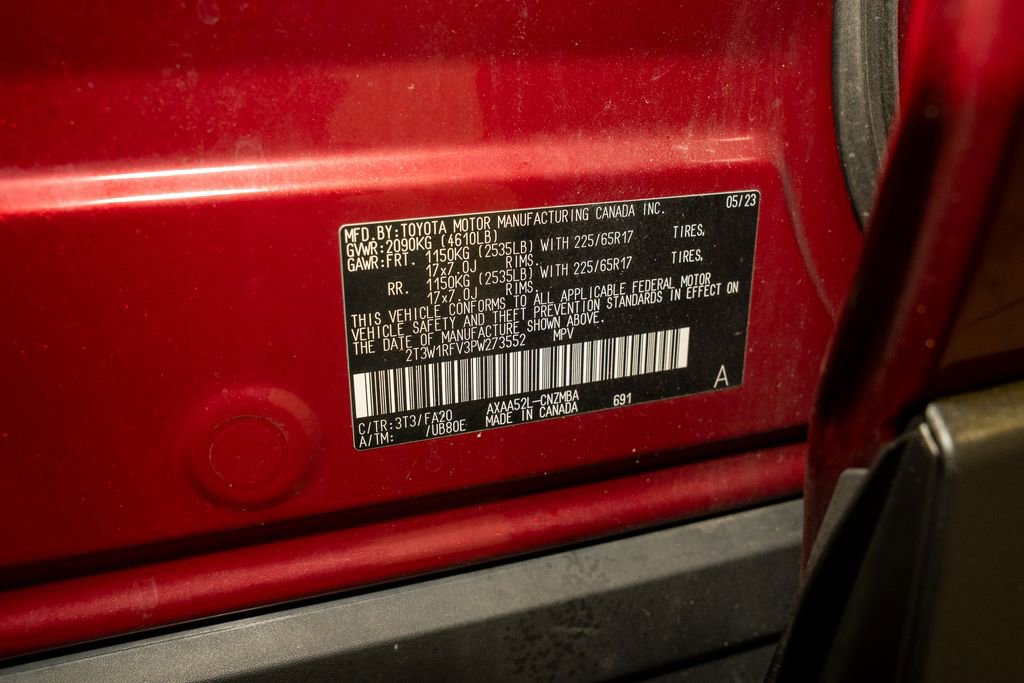 MFD. BY: TOYOTA MOTOR MANUFACTURING CANADA INC. 05/23
GVWR: 2090KG (4610LB)
GAWR: FRT. 1150KG (2535LB) WITH 225/65R17 TIRES,
17x7.0J RIMS.
RR. 1150KG (2535LB) WITH 225/65R17 TIRES,
17x7.0J RIMS.
THIS VEHICLE CONFORMS TO ALL APPLICABLE FEDERAL MOTOR
VEHICLE SAFETY AND THEFT PREVENTION STANDARDS IN EFFECT ON
THE DATE OF MANUFACTURE SHOWN ABOVE.
2T3W1RFV3PW273552 MPV
A
C/TR: 3T3/FA20 AXAA52L-CNZMBA 691
A/TM: /UB80E MADE IN CANADA